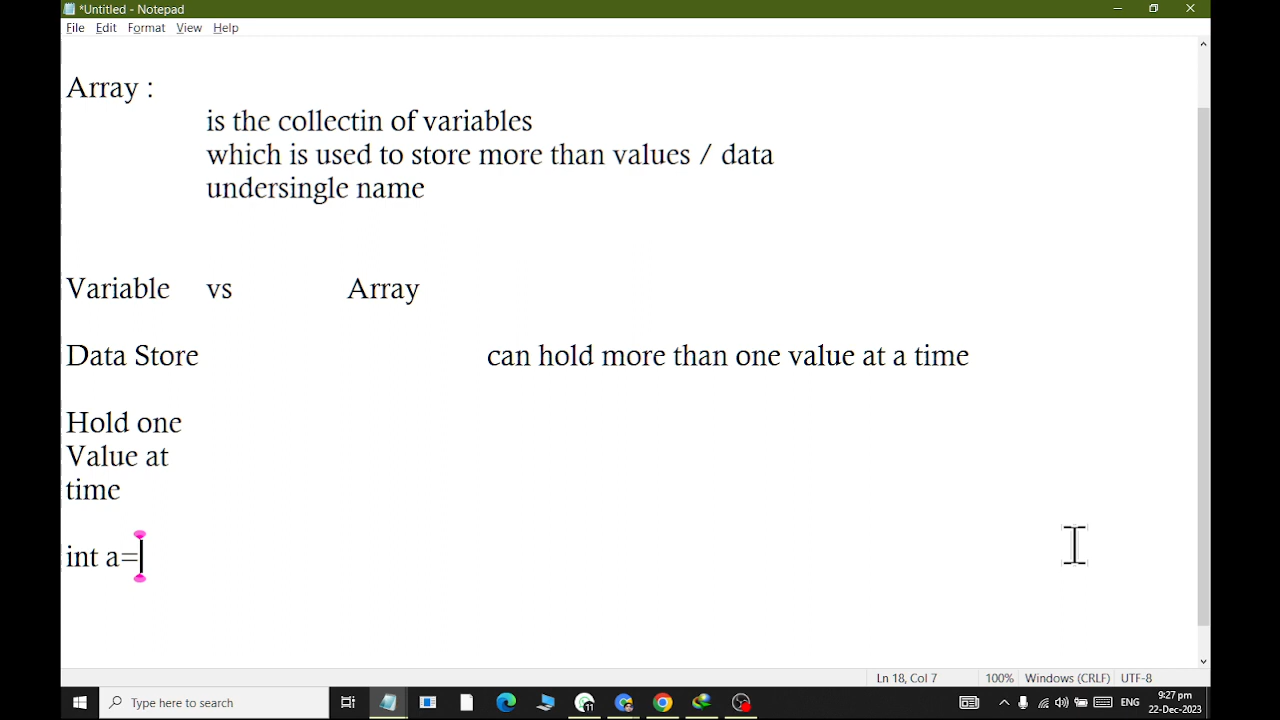 *Untitled - Notepad
File Edit Format View Help
Array :
is the collectin of variables
which is used to store more than values / data
undersingle name
Variable vs Array
Data Store can hold more than one value at a time
Hold one
Value at
time
int a=
Ln 18, Col 7 100% Windows (CRLF) UTF-8
Type here to search
ENG
9:27 pm
22-Dec-2023